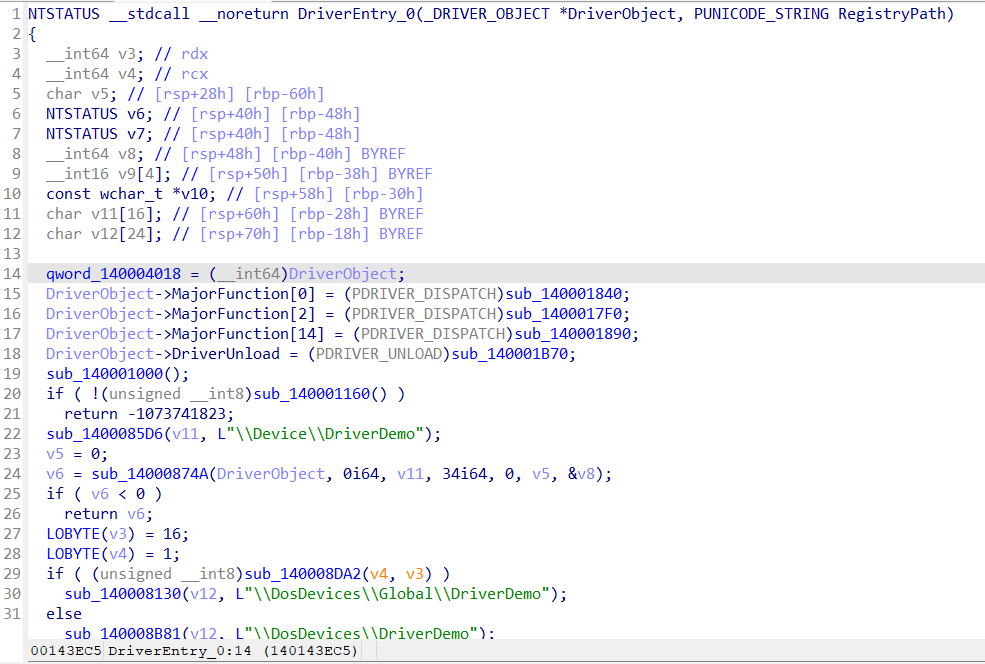 1 NTSTATUS __stdcall __noreturn DriverEntry_0(_DRIVER_OBJECT *DriverObject, PUNICODE_STRING RegistryPath)
2 {
3   __int64 v3; // rdx
4   __int64 v4; // rcx
5   char v5; // [rsp+28h] [rbp-60h]
6   NTSTATUS v6; // [rsp+40h] [rbp-48h]
7   NTSTATUS v7; // [rsp+40h] [rbp-48h]
8   __int64 v8; // [rsp+48h] [rbp-40h] BYREF
9   __int16 v9[4]; // [rsp+50h] [rbp-38h] BYREF
10   const wchar_t *v10; // [rsp+58h] [rbp-30h]
11   char v11[16]; // [rsp+60h] [rbp-28h] BYREF
12   char v12[24]; // [rsp+70h] [rbp-18h] BYREF
13
14   qword_140004018 = (__int64)DriverObject;
15   DriverObject->MajorFunction[0] = (PDRIVER_DISPATCH)sub_140001840;
16   DriverObject->MajorFunction[2] = (PDRIVER_DISPATCH)sub_1400017F0;
17   DriverObject->MajorFunction[14] = (PDRIVER_DISPATCH)sub_140001890;
18   DriverObject->DriverUnload = (PDRIVER_UNLOAD)sub_140001B70;
19   sub_140001000();
20   if ( !(unsigned __int8)sub_140001160() )
21     return -1073741823;
22   sub_1400085D6(v11, L"\\Device\\DriverDemo");
23   v5 = 0;
24   v6 = sub_14000874A(DriverObject, 0i64, v11, 34i64, 0, v5, &v8);
25   if ( v6 < 0 )
26     return v6;
27   LOBYTE(v3) = 16;
28   LOBYTE(v4) = 1;
29   if ( (unsigned __int8)sub_140008DA2(v4, v3) )
30     sub_140008130(v12, L"\\DosDevices\\Global\\DriverDemo");
31   else
sub_140008B81(v12, L"\\DosDevices\\DriverDemo");
00143EC5 DriverEntry_0:14 (140143EC5)